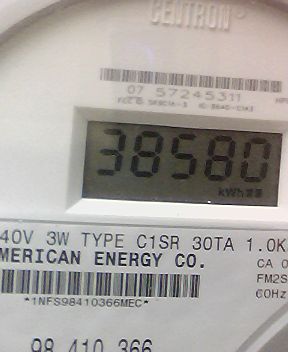 CENTRON®
07 57245311
38580
kWh
40V 3W TYPE C1SR 30TA 1.0K
MERICAN ENERGY CO.
CA 0
FM2S
60Hz
*1NFS98410366MEC*
98 410 366